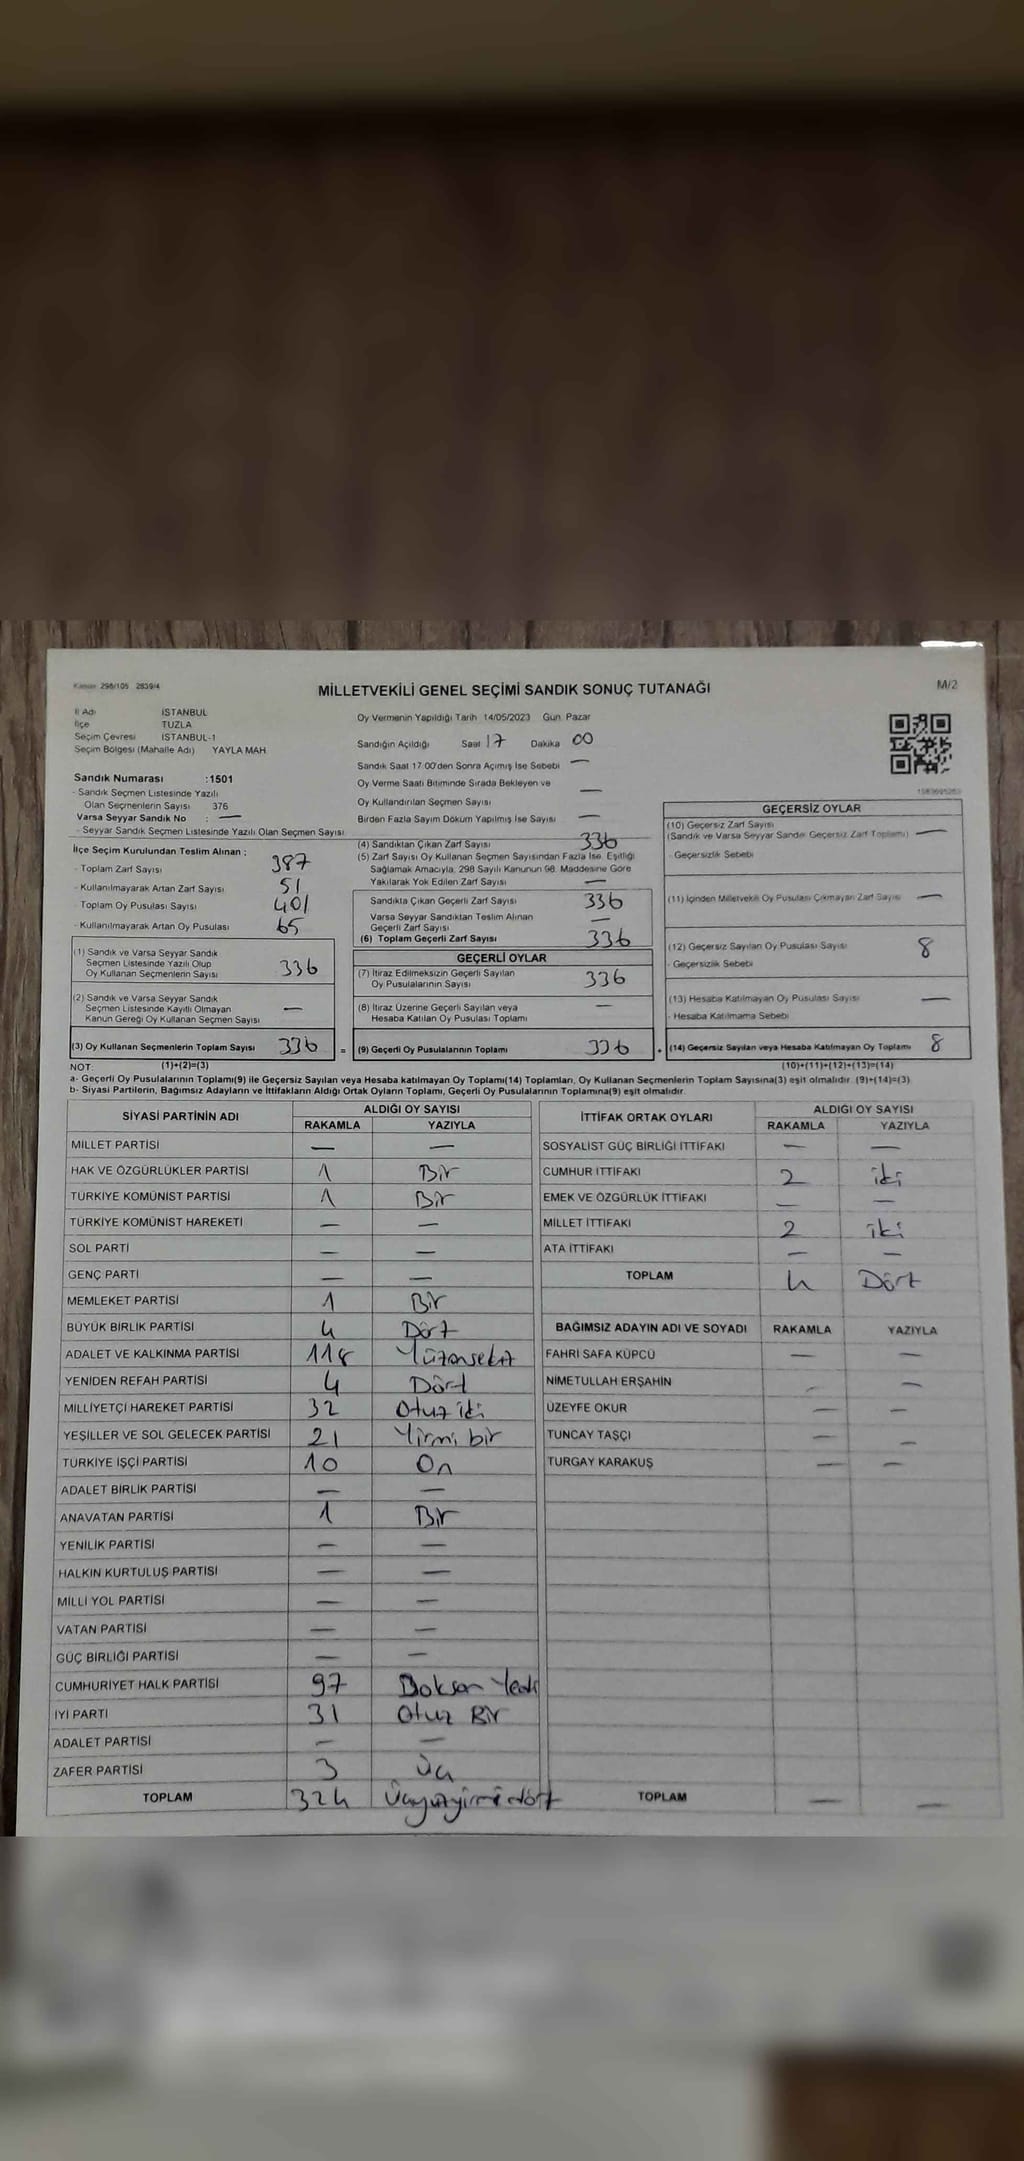 Kanun 298/105 2839/4
MİLLETVEKİLİ GENEL SEÇİMİ SANDIK SONUÇ TUTANAĞI
M/2
İl Adı İSTANBUL
İlçe TUZLA
Seçim Çevresi İSTANBUL-1
Seçim Bölgesi (Mahalle Adı) YAYLA MAH
Sandık Numarası :1501
- Sandık Seçmen Listesinde Yazılı
Olan Seçmenlerin Sayısı 376
Varsa Seyyar Sandık No : —
- Seyyar Sandık Seçmen Listesinde Yazılı Olan Seçmen Sayısı
Oy Vermenin Yapıldığı Tarih 14/05/2023 Gün Pazar
Sandığın Açıldığı Saat 17 Dakika 00
Sandık Saat 17:00'den Sonra Açımış İse Sebebi —
Oy Verme Saati Bitiminde Sırada Bekleyen ve
Oy Kullandırılan Seçmen Sayısı —
Birden Fazla Sayım Döküm Yapılmış İse Sayısı —
İlçe Seçim Kurulundan Teslim Alınan :
- Toplam Zarf Sayısı 387
- Kullanılmayarak Artan Zarf Sayısı 51
- Toplam Oy Pusulası Sayısı 401
- Kullanılmayarak Artan Oy Pusulası 65
(1) Sandık ve Varsa Seyyar Sandık
Seçmen Listesinde Yazılı Olup
Oy Kullanan Seçmenlerin Sayısı 336
(2) Sandık ve Varsa Seyyar Sandık
Seçmen Listesinde Kayıtlı Olmayan
Kanun Gereği Oy Kullanan Seçmen Sayısı —
(3) Oy Kullanan Seçmenlerin Toplam Sayısı 336 =
(4) Sandıktan Çıkan Zarf Sayısı 336
(5) Zarf Sayısı Oy Kullanan Seçmen Sayısından Fazla İse, Eşitliği
Sağlamak Amacıyla, 298 Sayılı Kanunun 98. Maddesine Göre
Yakılarak Yok Edilen Zarf Sayısı —
Sandıkta Çıkan Geçerli Zarf Sayısı 336
Varsa Seyyar Sandıktan Teslim Alınan
Geçerli Zarf Sayısı —
(6) Toplam Geçerli Zarf Sayısı 336
GEÇERLİ OYLAR
(7) İtiraz Edilmeksizin Geçerli Sayılan
Oy Pusulalarının Sayısı 336
(8) İtiraz Üzerine Geçerli Sayılan veya
Hesaba Katılan Oy Pusulası Toplamı —
(9) Geçerli Oy Pusulalarının Toplamı 336 +
GEÇERSİZ OYLAR
(10) Geçersiz Zarf Sayısı
(Sandık ve Varsa Seyyar Sandık Geçersiz Zarf Toplamı) —
- Geçersizlik Sebebi
(11) İçinden Milletvekili Oy Pusulası Çıkmayan Zarf Sayısı —
(12) Geçersiz Sayılan Oy Pusulası Sayısı 8
- Geçersizlik Sebebi
(13) Hesaba Katılmayan Oy Pusulası Sayısı —
- Hesaba Katılmama Sebebi
(14) Geçersiz Sayılan veya Hesaba Katılmayan Oy Toplamı 8
NOT: (1)+(2)=(3) (10)+(11)+(12)+(13)=(14)
a- Geçerli Oy Pusulalarının Toplamı(9) ile Geçersiz Sayılan veya Hesaba katılmayan Oy Toplamı(14) Toplamları, Oy Kullanan Seçmenlerin Toplam Sayısına(3) eşit olmalıdır. (9)+(14)=(3)
b- Siyasi Partilerin, Bağımsız Adayların ve İttifakların Aldığı Ortak Oyların Toplamı, Geçerli Oy Pusulalarının Toplamına(9) eşit olmalıdır.
SİYASİ PARTİNİN ADI ALDIĞI OY SAYISI
RAKAMLA YAZIYLA
MİLLET PARTİSİ — —
HAK VE ÖZGÜRLÜKLER PARTİSİ 1 Bir
TÜRKİYE KOMÜNİST PARTİSİ 1 Bir
TÜRKİYE KOMÜNİST HAREKETİ — —
SOL PARTİ — —
GENÇ PARTİ — —
MEMLEKET PARTİSİ 1 Bir
BÜYÜK BİRLİK PARTİSİ 4 Dört
ADALET VE KALKINMA PARTİSİ 118 Yüzonsekiz
YENİDEN REFAH PARTİSİ 4 Dört
MİLLİYETÇİ HAREKET PARTİSİ 32 Otuz iki
YEŞİLLER VE SOL GELECEK PARTİSİ 21 Yirmi bir
TÜRKİYE İŞÇİ PARTİSİ 10 On
ADALET BİRLİK PARTİSİ — —
ANAVATAN PARTİSİ 1 Bir
YENİLİK PARTİSİ — —
HALKIN KURTULUŞ PARTİSİ — —
MİLLİ YOL PARTİSİ — —
VATAN PARTİSİ — —
GÜÇ BİRLİĞİ PARTİSİ — —
CUMHURİYET HALK PARTİSİ 97 Doksan Yedi
İYİ PARTİ 31 Otuz Bir
ADALET PARTİSİ — —
ZAFER PARTİSİ 3 Üç
TOPLAM 324 Üçyüzyirmidört
İTTİFAK ORTAK OYLARI ALDIĞI OY SAYISI
RAKAMLA YAZIYLA
SOSYALİST GÜÇ BİRLİĞİ İTTİFAKI — —
CUMHUR İTTİFAKI 2 iki
EMEK VE ÖZGÜRLÜK İTTİFAKI — —
MİLLET İTTİFAKI 2 iki
ATA İTTİFAKI — —
TOPLAM 4 Dört
BAĞIMSIZ ADAYIN ADI VE SOYADI RAKAMLA YAZIYLA
FAHRİ SAFA KÜPCÜ — —
NİMETULLAH ERŞAHİN — —
ÜZEYFE OKUR — —
TUNCAY TAŞÇI — —
TURGAY KARAKUŞ — —
TOPLAM — —